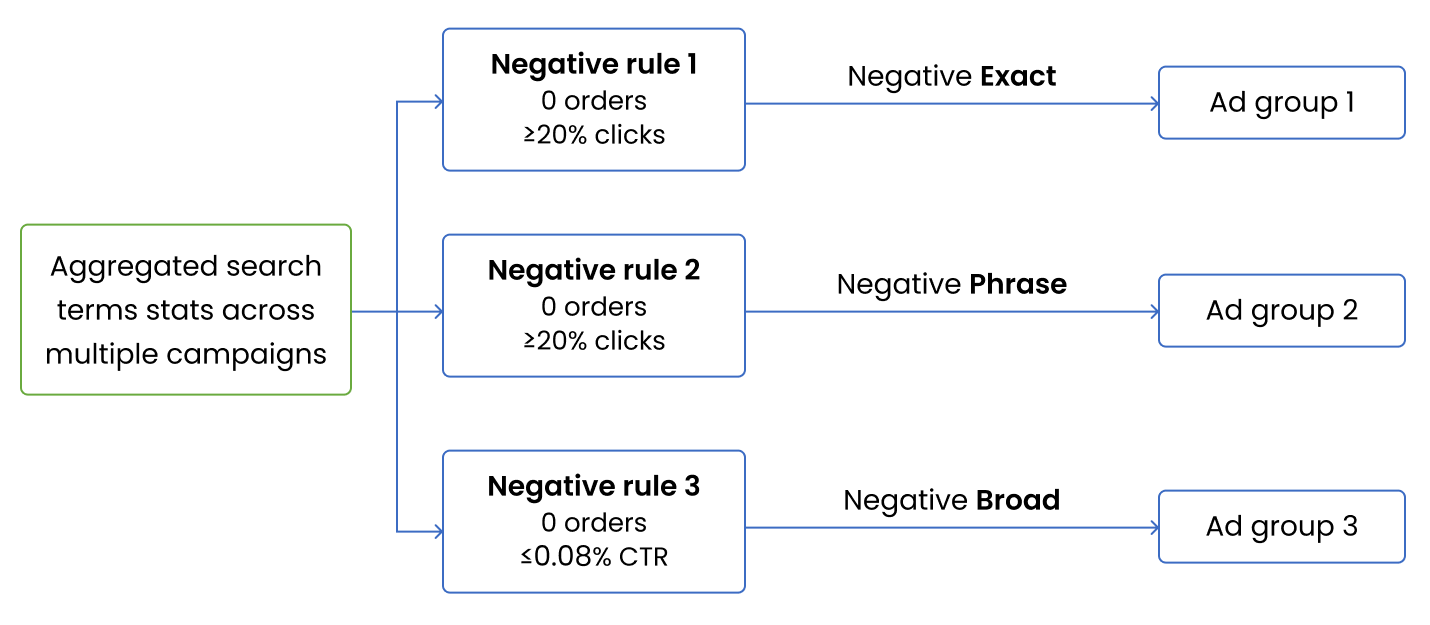 Negative rule 1
0 orders
≥20% clicks
Negative Exact
Ad group 1
Aggregated search
terms stats across
multiple campaigns
Negative rule 2
0 orders
≥20% clicks
Negative Phrase
Ad group 2
Negative rule 3
0 orders
≤0.08% CTR
Negative Broad
Ad group 3